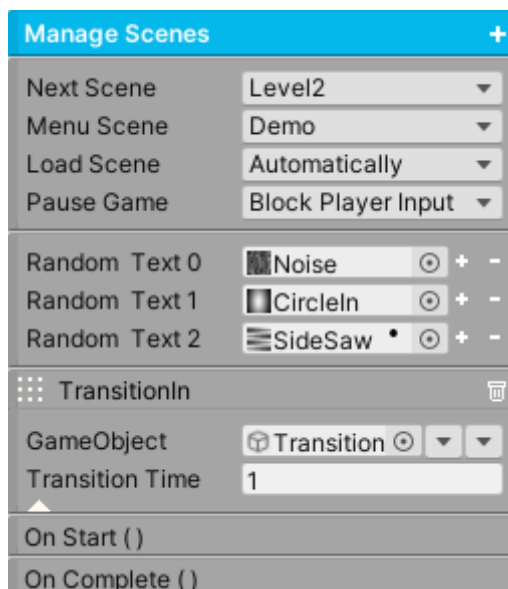 Manage Scenes +
Next Scene Level2
Menu Scene Demo
Load Scene Automatically
Pause Game Block Player Input
Random Text 0 Noise + -
Random Text 1 CircleIn + -
Random Text 2 SideSaw + -
TransitionIn
GameObject Transition
Transition Time 1
On Start ( )
On Complete ( )